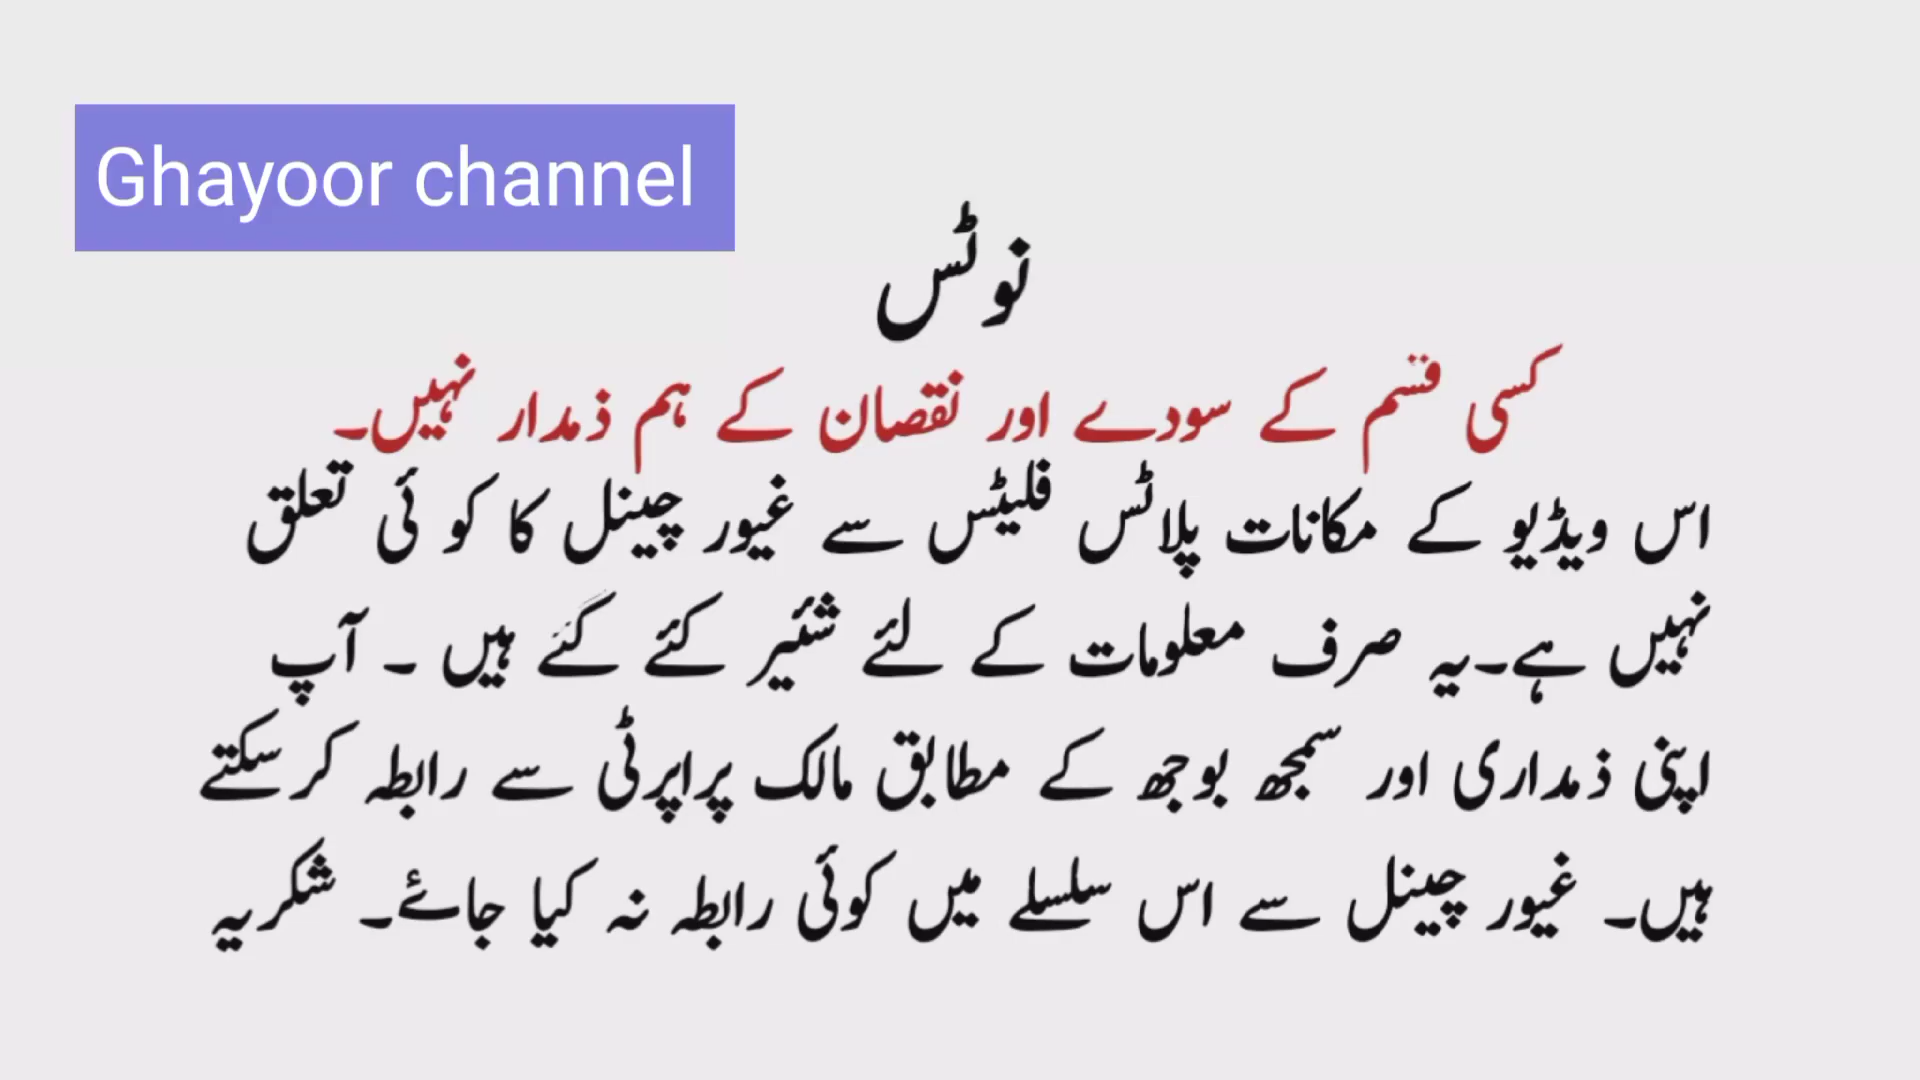 Ghayoor channel
نوٹس
کسی قسم کے سودے اور نقصان کے ہم ذمدار نہیں۔
اس ویڈیو کے مکانات پلاٹس فلیٹس سے غیور چینل کا کوئی تعلق
نہیں ہے۔یہ صرف معلومات کے لئے شئیر کئے گئے ہیں ۔ آپ
اپنی ذمداری اور سمجھ بوجھ کے مطابق مالک پراپرٹی سے رابطہ کرسکتے
ہیں۔ غیور چینل سے اس سلسلے میں کوئی رابطہ نہ کیا جائے۔ شکریہ